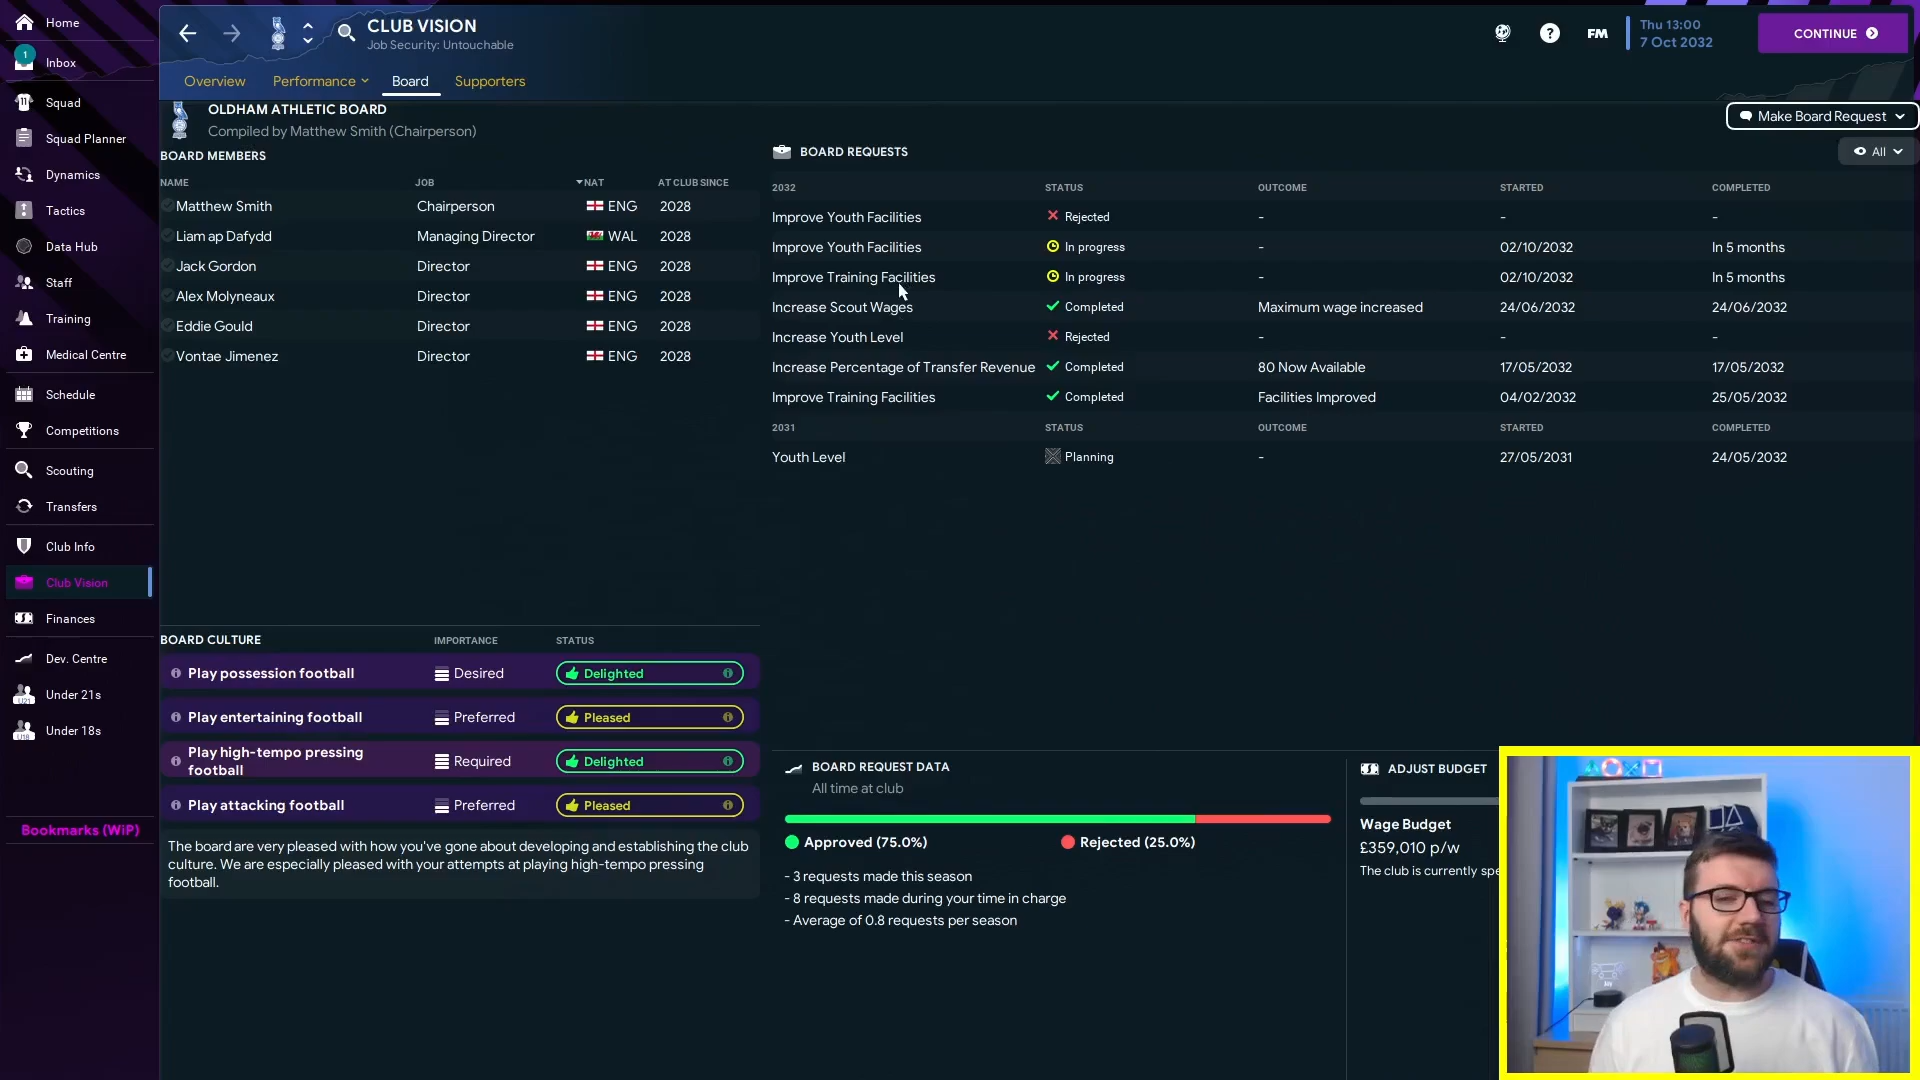 Home
CLUB VISION
Job Security: Untouchable
FM
Thu 13:00
7 Oct 2032
CONTINUE
1
Inbox
Overview
Performance
Board
Supporters
Squad
OLDHAM ATHLETIC BOARD
Compiled by Matthew Smith (Chairperson)
Make Board Request
Squad Planner
Dynamics
Tactics
Data Hub
Staff
Training
Medical Centre
Schedule
Competitions
Scouting
Transfers
Club Info
Club Vision
Finances
Dev. Centre
Under 21s
Under 18s
Bookmarks (WiP)
BOARD MEMBERS
NAME JOB NAT AT CLUB SINCE
Matthew Smith Chairperson ENG 2028
Liam ap Dafydd Managing Director WAL 2028
Jack Gordon Director ENG 2028
Alex Molyneaux Director ENG 2028
Eddie Gould Director ENG 2028
Vontae Jimenez Director ENG 2028
BOARD REQUESTS
All
2032 STATUS OUTCOME STARTED COMPLETED
Improve Youth Facilities Rejected - - -
Improve Youth Facilities In progress - 02/10/2032 In 5 months
Improve Training Facilities In progress - 02/10/2032 In 5 months
Increase Scout Wages Completed Maximum wage increased 24/06/2032 24/06/2032
Increase Youth Level Rejected - - -
Increase Percentage of Transfer Revenue Completed 80 Now Available 17/05/2032 17/05/2032
Improve Training Facilities Completed Facilities Improved 04/02/2032 25/05/2032
2031 STATUS OUTCOME STARTED COMPLETED
Youth Level Planning - 27/05/2031 24/05/2032
BOARD CULTURE IMPORTANCE STATUS
Play possession football Desired Delighted
Play entertaining football Preferred Pleased
Play high-tempo pressing
football Required Delighted
Play attacking football Preferred Pleased
The board are very pleased with how you've gone about developing and establishing the club
culture. We are especially pleased with your attempts at playing high-tempo pressing
football.
BOARD REQUEST DATA
All time at club
Approved (75.0%) Rejected (25.0%)
- 3 requests made this season
- 8 requests made during your time in charge
- Average of 0.8 requests per season
ADJUST BUDGET
Wage Budget
£359,010 p/w
The club is currently spe